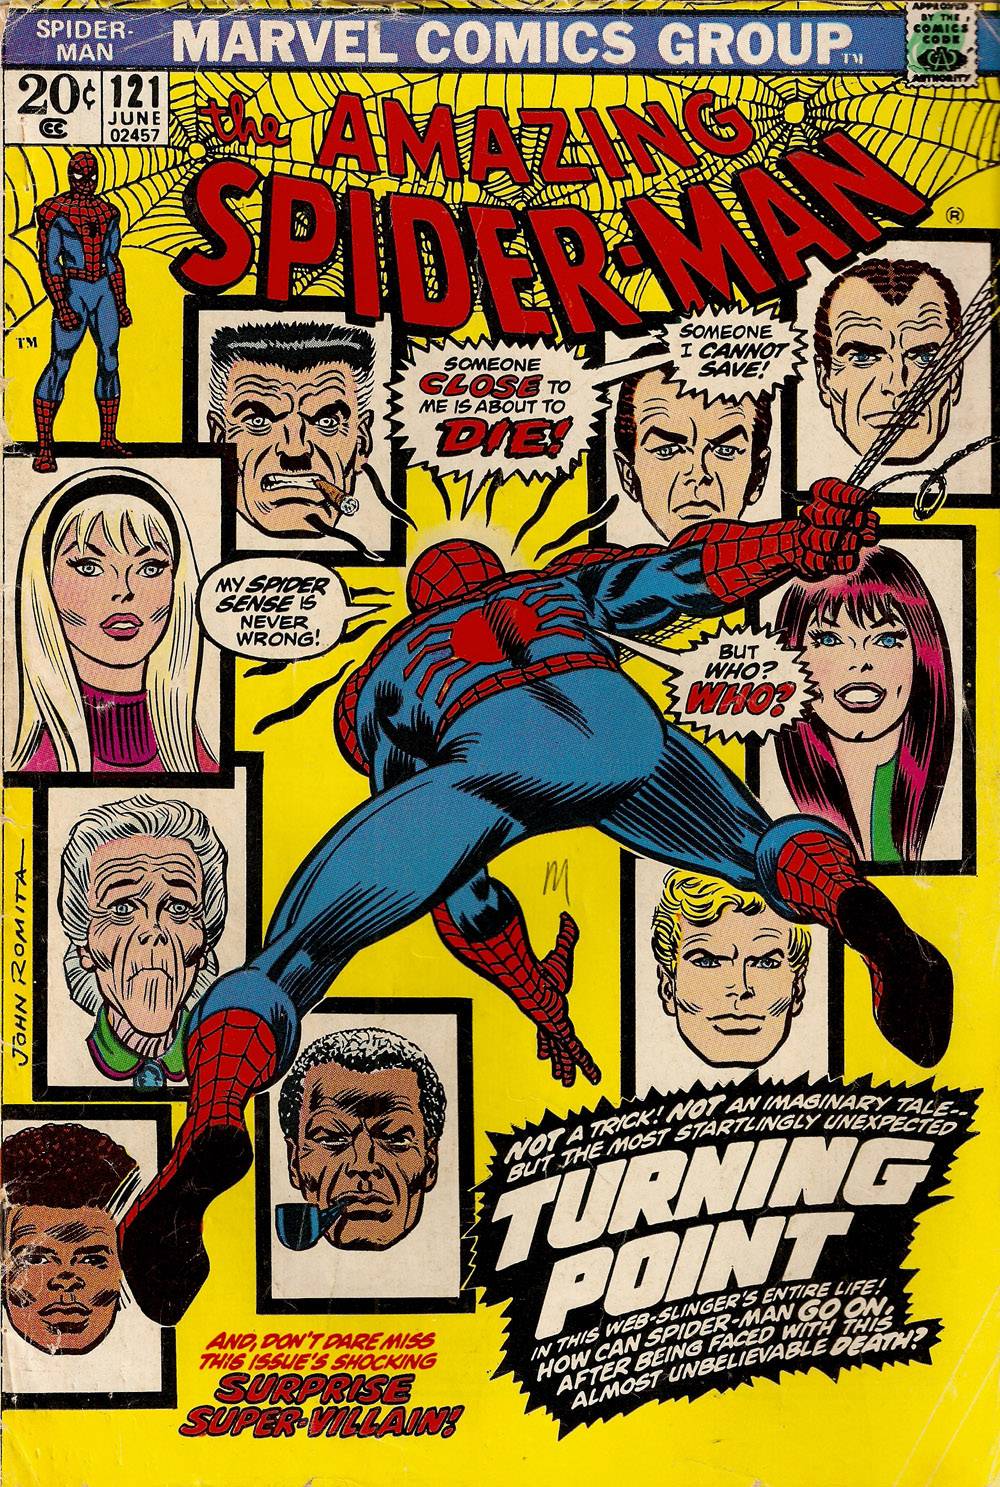 SPIDER-
MAN
MARVEL COMICS GROUP TM
APPROVED
BY THE
COMICS
CODE
CA
AUTHORITY
20¢
CC
121
JUNE
02457
the AMAZING
SPIDER-MAN
®
TM
SOMEONE
CLOSE TO
ME IS ABOUT TO
DIE!
SOMEONE
I CANNOT
SAVE!
MY SPIDER
SENSE IS
NEVER
WRONG!
BUT
WHO?
WHO?
M
JOHN ROMITA
NOT A TRICK! NOT AN IMAGINARY TALE--
BUT THE MOST STARTLINGLY UNEXPECTED
TURNING
POINT
IN THIS WEB-SLINGER'S ENTIRE LIFE!
HOW CAN SPIDER-MAN GO ON,
AFTER BEING FACED WITH THIS
ALMOST UNBELIEVABLE DEATH?
AND, DON'T DARE MISS
THIS ISSUE'S SHOCKING
SURPRISE
SUPER-VILLAIN!